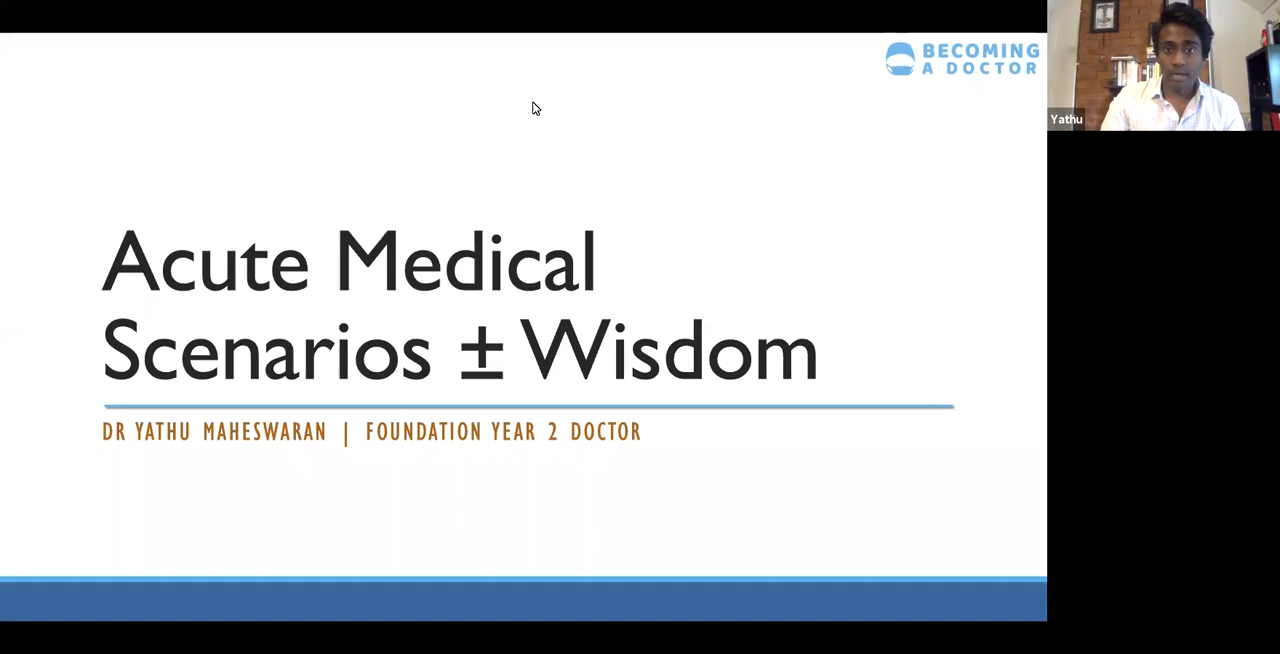 BECOMING
A DOCTOR
Yathu
Acute Medical
Scenarios ± Wisdom
DR YATHU MAHESWARAN | FOUNDATION YEAR 2 DOCTOR